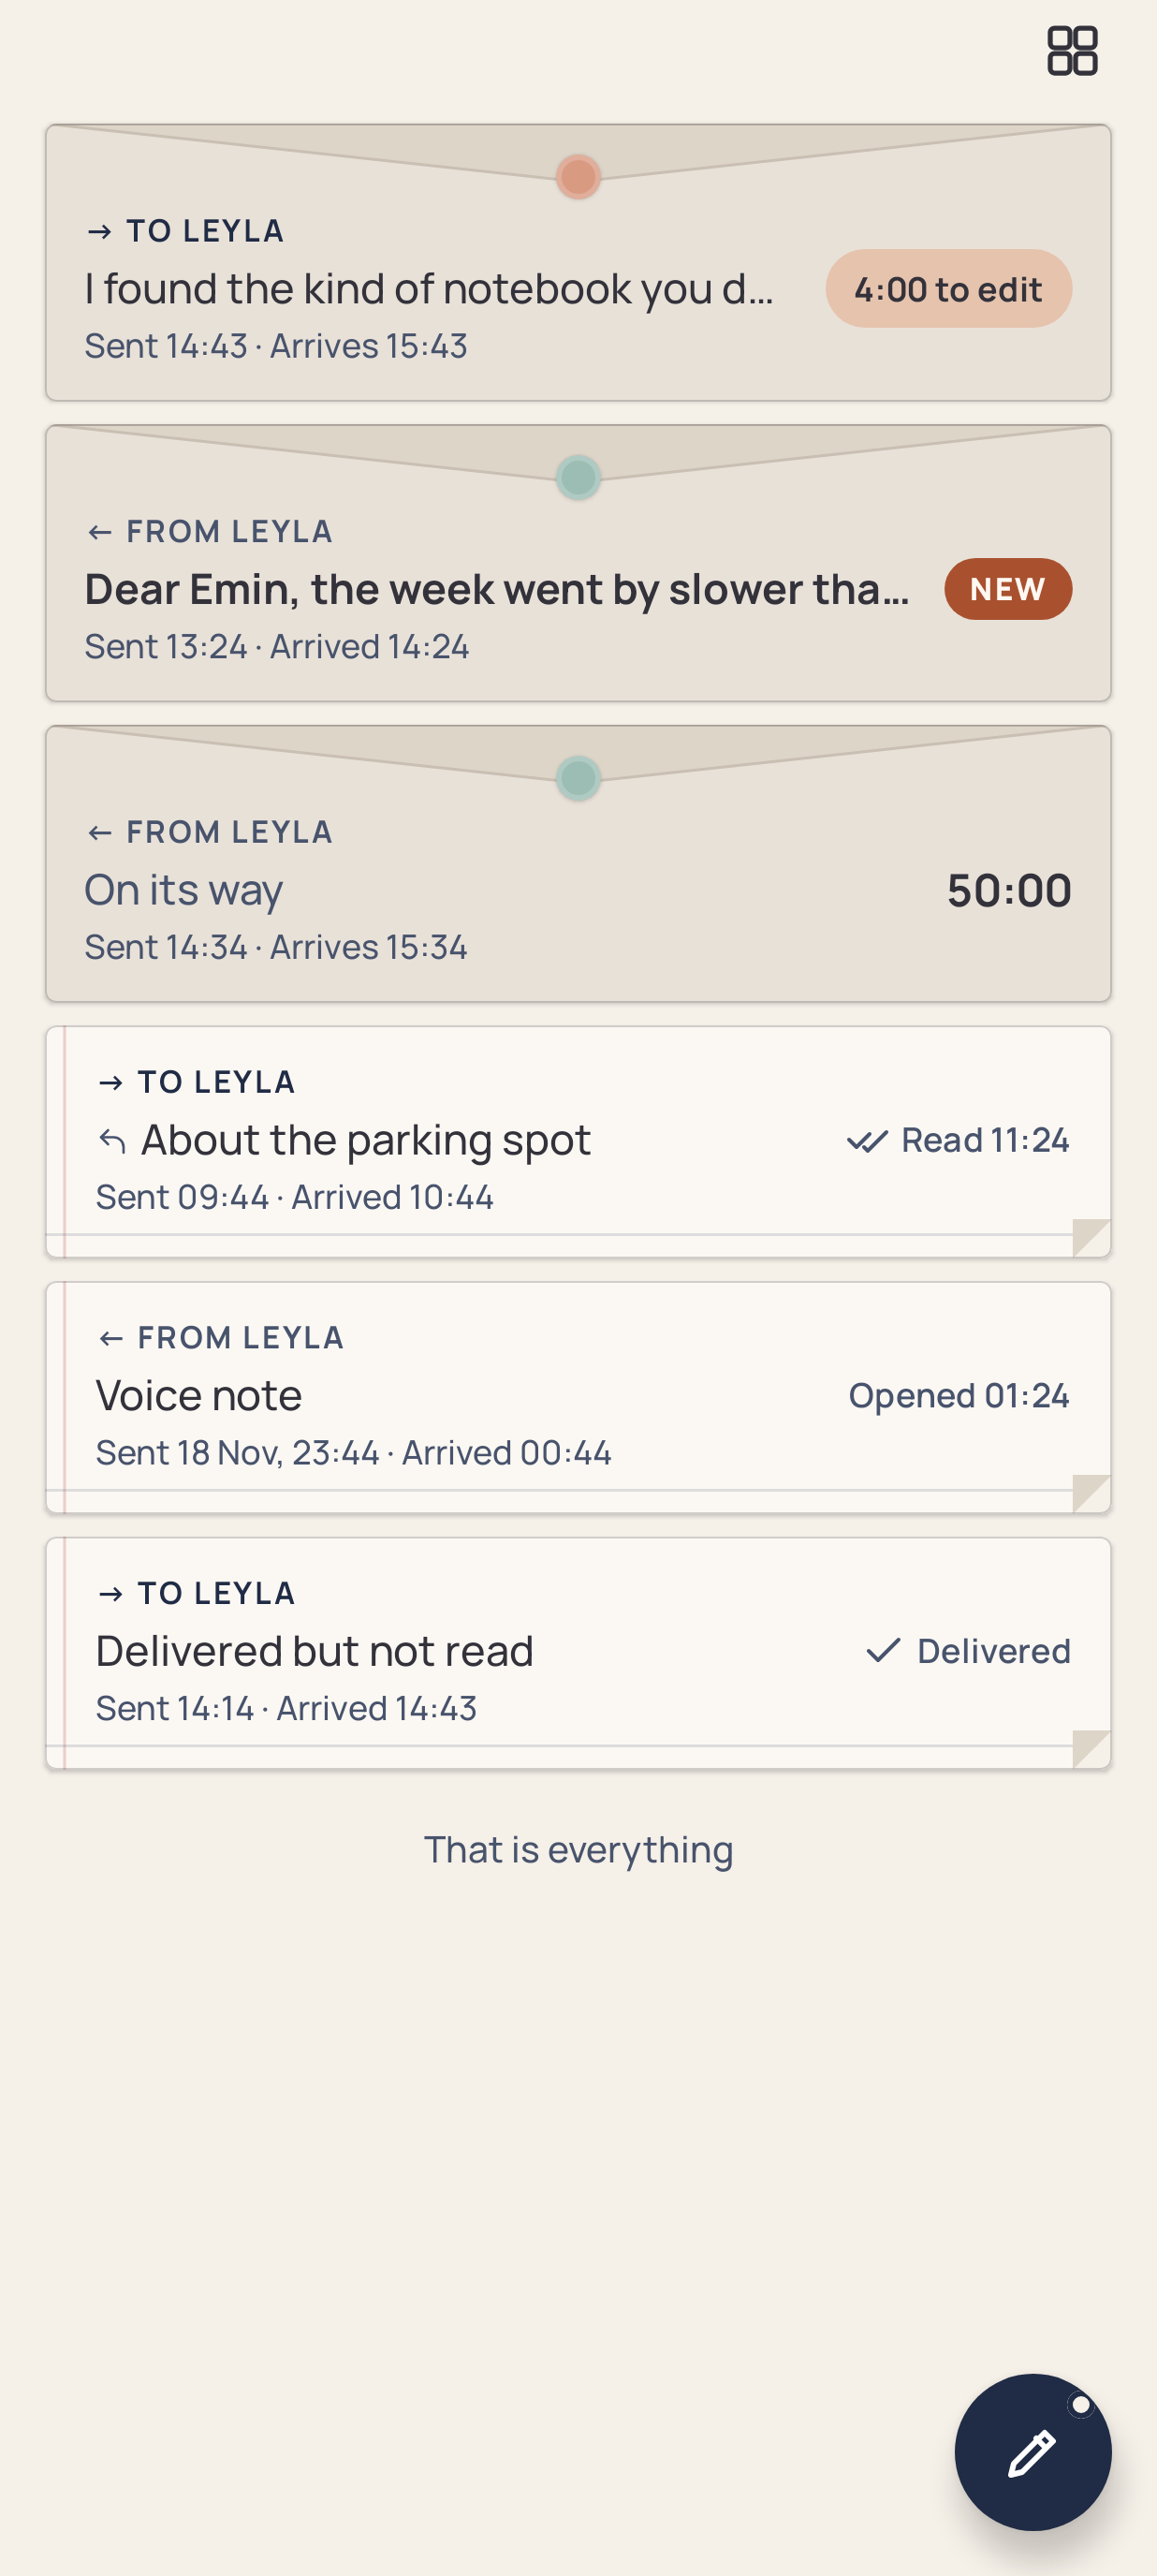 → TO LEYLA
I found the kind of notebook you d...
4:00 to edit
Sent 14:43 · Arrives 15:43
← FROM LEYLA
Dear Emin, the week went by slower tha...
NEW
Sent 13:24 · Arrived 14:24
← FROM LEYLA
On its way
50:00
Sent 14:34 · Arrives 15:34
→ TO LEYLA
About the parking spot
Read 11:24
Sent 09:44 · Arrived 10:44
← FROM LEYLA
Voice note
Opened 01:24
Sent 18 Nov, 23:44 · Arrived 00:44
→ TO LEYLA
Delivered but not read
Delivered
Sent 14:14 · Arrived 14:43
That is everything